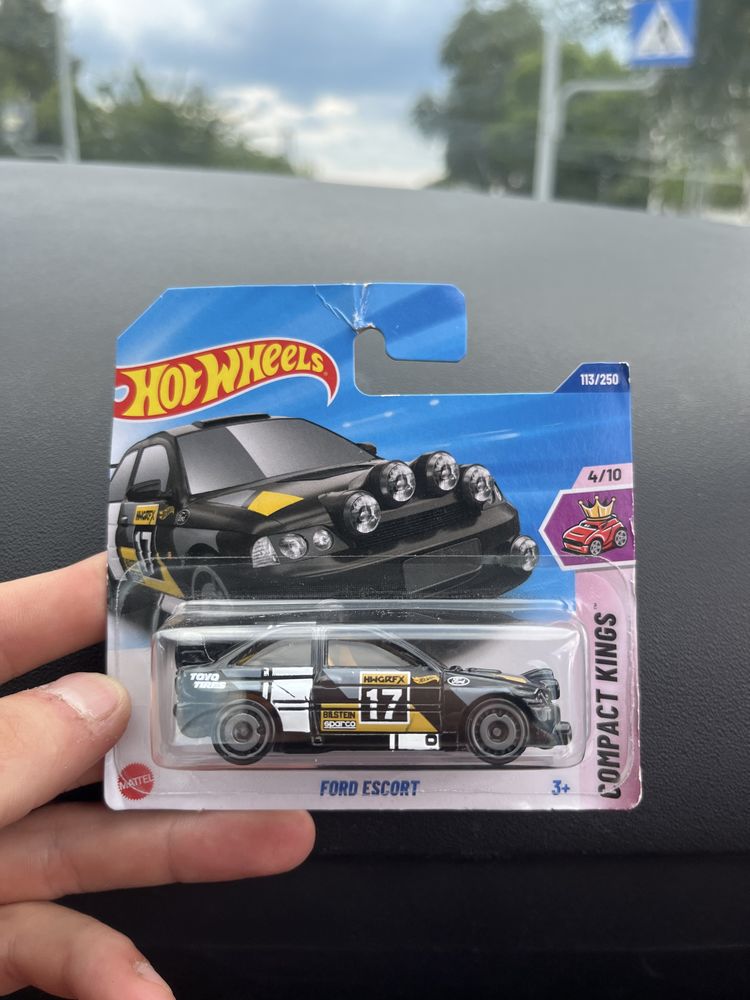 HOT WHEELS
113/250
4/10
HWGRFX
17
COMPACT KINGS™
TOYO
TIRES
HWGRFX
Ford
17
BILSTEIN
sparco
MATTEL
FORD ESCORT
3+